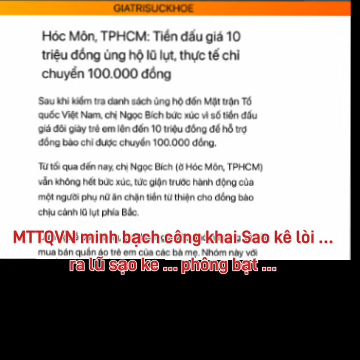 GIATRISUCKHOE
Hóc Môn, TPHCM: Tiền đấu giá 10
triệu đồng ủng hộ lũ lụt, thực tế chỉ
chuyển 100.000 đồng
Sau khi kiểm tra danh sách ủng hộ đến Mặt trận Tổ
quốc Việt Nam, chị Ngọc Bích bức xúc vì số tiền đấu
giá đôi giày trẻ em lên đến 10 triệu đồng để hỗ trợ
đồng bào chỉ được chuyển 100.000 đồng.
Từ tối qua đến nay, chị Ngọc Bích (ở Hóc Môn, TPHCM)
vẫn không hết bức xúc, tức giận trước hành động của
một người phụ nữ ăn chặn tiền từ thiện cho đồng bào
chịu cảnh lũ lụt phía Bắc.
MTTQVN minh bạch công khai.Sao kê lòi ...
mua bán quần áo trẻ em của các bà mẹ. Nhóm này với
ra lũ sạo ke ... phông bạt ...